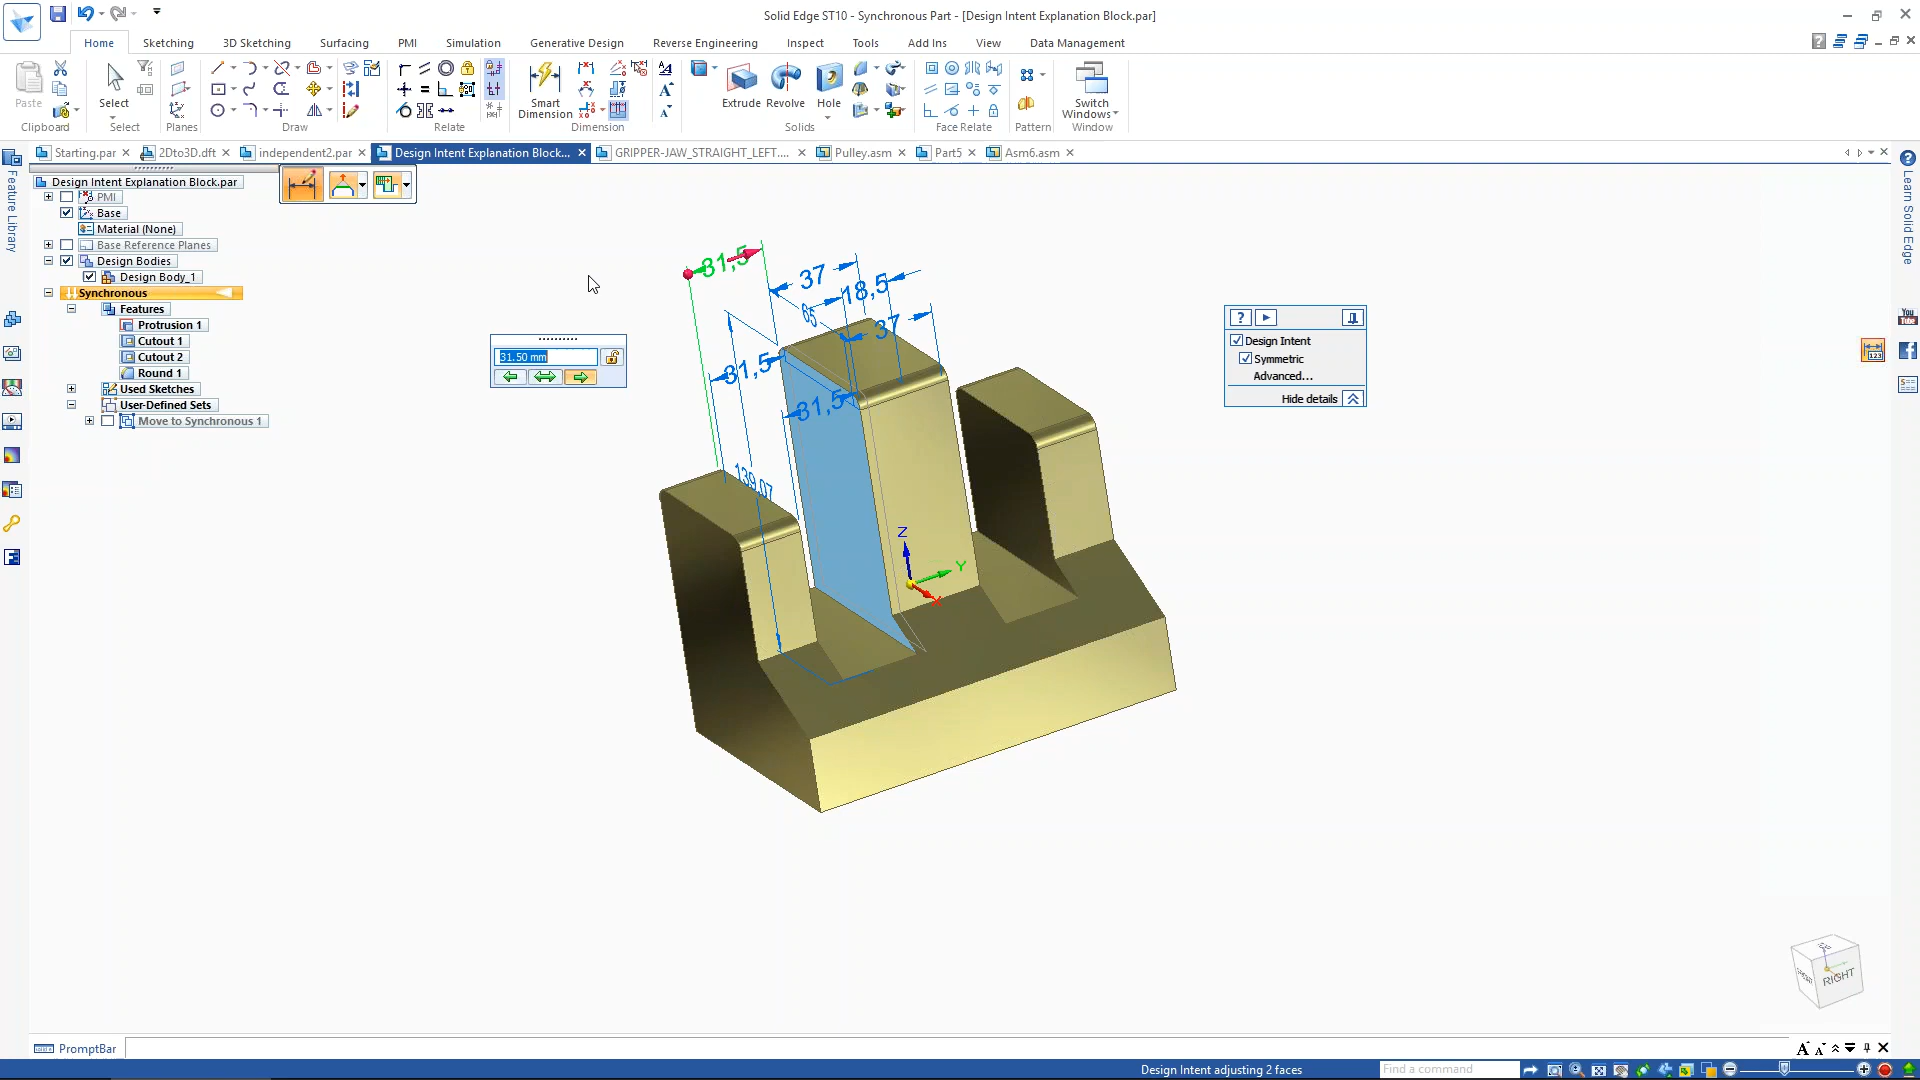 Solid Edge ST10 - Synchronous Part - [Design Intent Explanation Block.par]
Home Sketching 3D Sketching Surfacing PMI Simulation Generative Design Reverse Engineering Inspect Tools Add Ins View Data Management
Paste Select Smart Dimension Extrude Revolve Hole Switch Windows
Clipboard Select Planes Draw Relate Dimension Solids Face Relate Pattern Window
Starting.par 2Dto3D.dft independent2.par Design Intent Explanation Block... GRIPPER-JAW_STRAIGHT_LEFT.... Pulley.asm Part5 Asm6.asm
Feature Library
Learn Solid Edge
You
Tube
Design Intent Explanation Block.par
PMI
Base
Material (None)
Base Reference Planes
Design Bodies
Design Body_1
Synchronous
Features
Protrusion 1
Cutout 1
Cutout 2
Round 1
Used Sketches
User-Defined Sets
Move to Synchronous 1
31.50 mm
31,5
37
18,5
65
37
31,5
31,5
139,07
Z
Y
X
Design Intent
Symmetric
Advanced...
Hide details
123
RIGHT
PromptBar
Design Intent adjusting 2 faces
Find a command